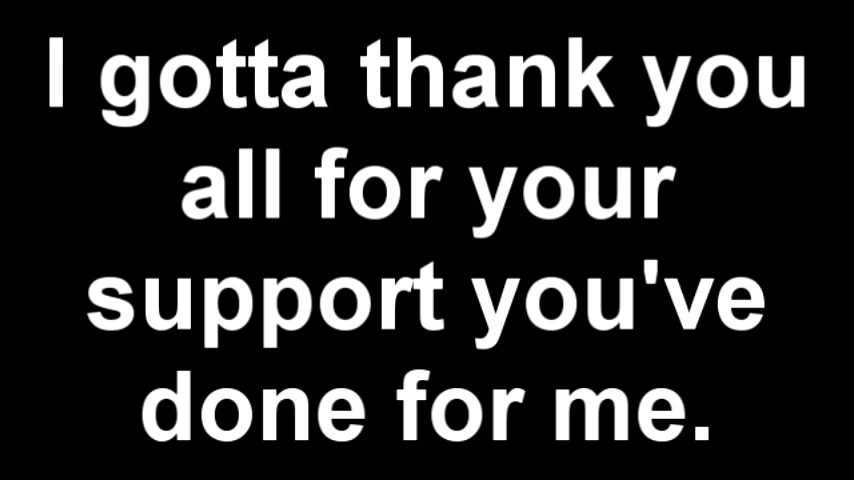 I gotta thank you
all for your
support you've
done for me.